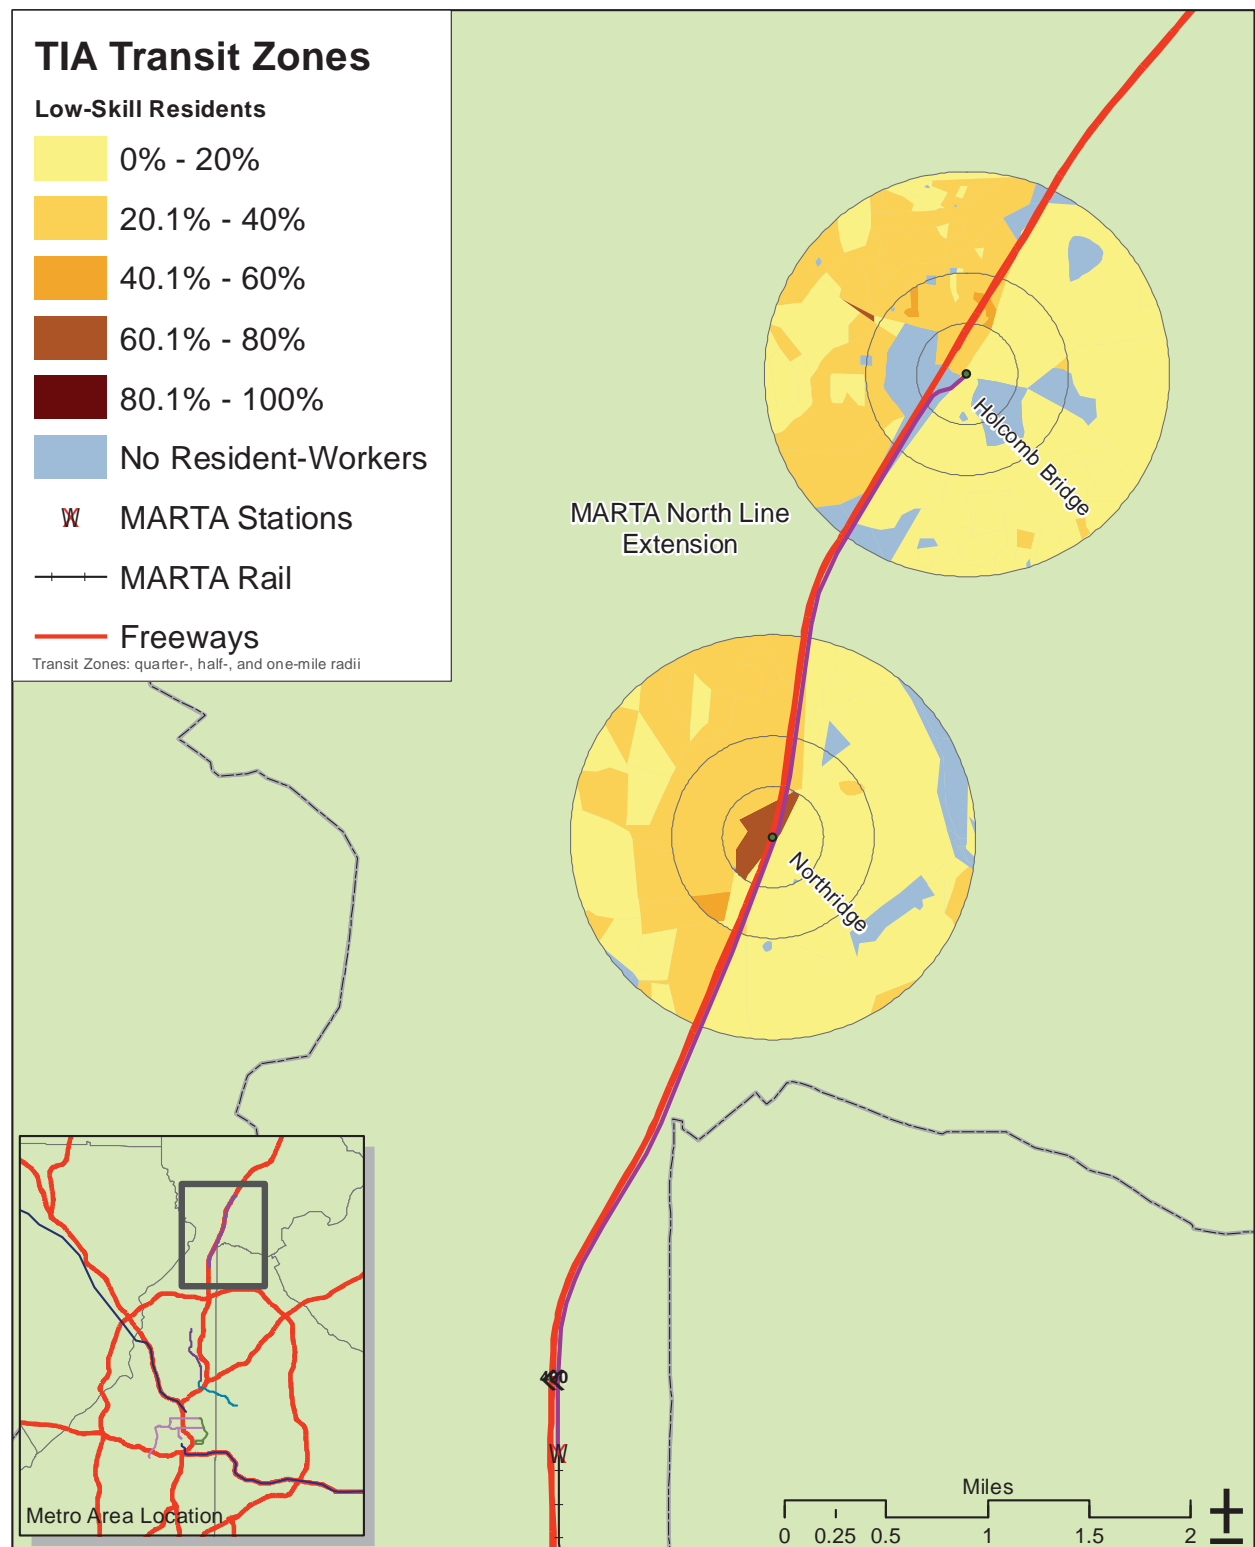 TIA Transit Zones
Low-Skill Residents
0% - 20%
20.1% - 40%
40.1% - 60%
60.1% - 80%
80.1% - 100%
No Resident-Workers
MARTA Stations
MARTA Rail
Freeways
Transit Zones: quarter-, half-, and one-mile radii
Holcomb Bridge
MARTA North Line
Extension
Northridge
400
Metro Area Location
Miles
0 0.25 0.5 1 1.5 2